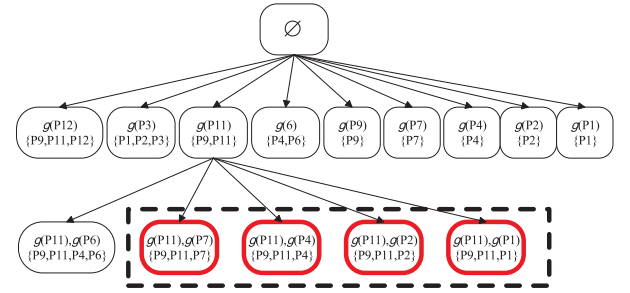 ∅
g(P12)
{P9,P11,P12}
g(P3)
{P1,P2,P3}
g(P11)
{P9,P11}
g(6)
{P4,P6}
g(P9)
{P9}
g(P7)
{P7}
g(P4)
{P4}
g(P2)
{P2}
g(P1)
{P1}
g(P11),g(P6)
{P9,P11,P4,P6}
g(P11),g(P7)
{P9,P11,P7}
g(P11),g(P4)
{P9,P11,P4}
g(P11),g(P2)
{P9,P11,P2}
g(P11),g(P1)
{P9,P11,P1}